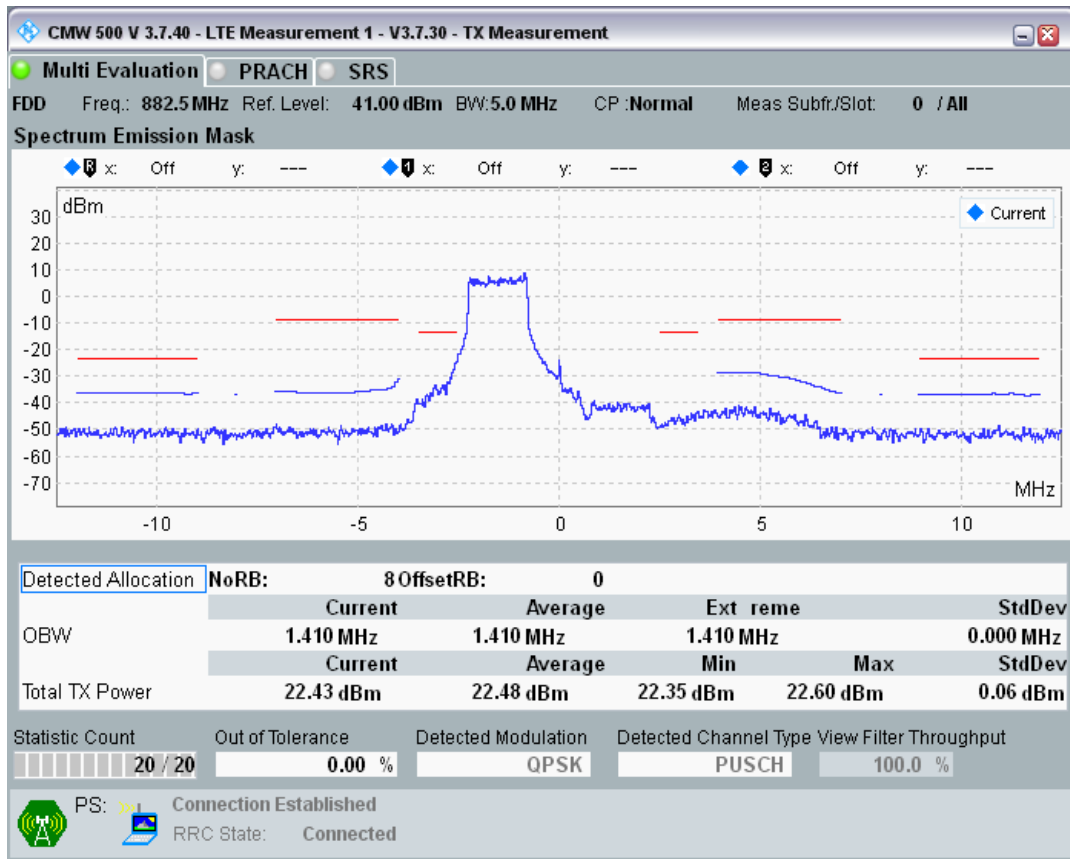 CMW 500 V 3.7.40 - LTE Measurement 1 - V3.7.30 - TX Measurement
Multi Evaluation PRACH SRS
FDD Freq.: 882.5 MHz Ref. Level: 41.00 dBm BW:5.0 MHz CP :Normal Meas Subfr./Slot: 0 / All
Spectrum Emission Mask
R x: Off y: --- 1 x: Off y: --- 2 x: Off y: ---
dBm
Current
30
20
10
0
-10
-20
-30
-40
-50
-60
-70
MHz
-10 -5 0 5 10
Detected Allocation NoRB: 8 OffsetRB: 0
Current Average Ext reme StdDev
OBW 1.410 MHz 1.410 MHz 1.410 MHz 0.000 MHz
Current Average Min Max StdDev
Total TX Power 22.43 dBm 22.48 dBm 22.35 dBm 22.60 dBm 0.06 dBm
Statistic Count Out of Tolerance Detected Modulation Detected Channel Type View Filter Throughput
20 / 20 0.00 % QPSK PUSCH 100.0 %
PS: Connection Established
RRC State: Connected